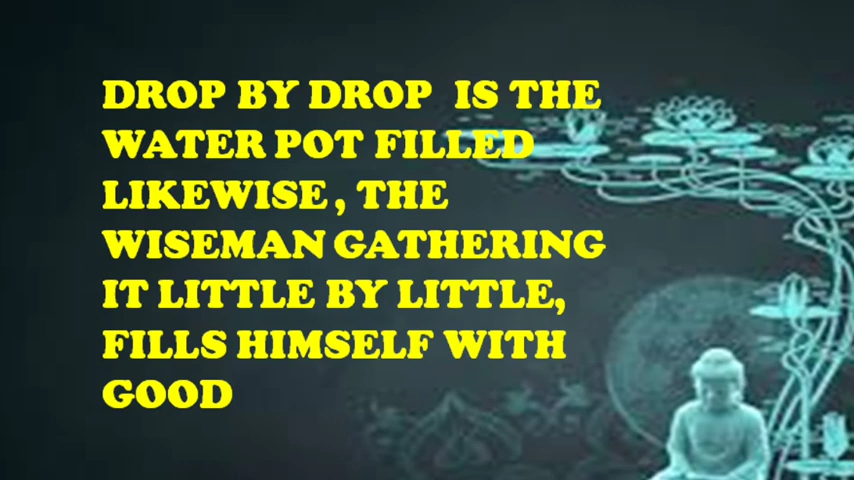 DROP BY DROP IS THE
WATER POT FILLED
LIKEWISE , THE
WISEMAN GATHERING
IT LITTLE BY LITTLE,
FILLS HIMSELF WITH
GOOD